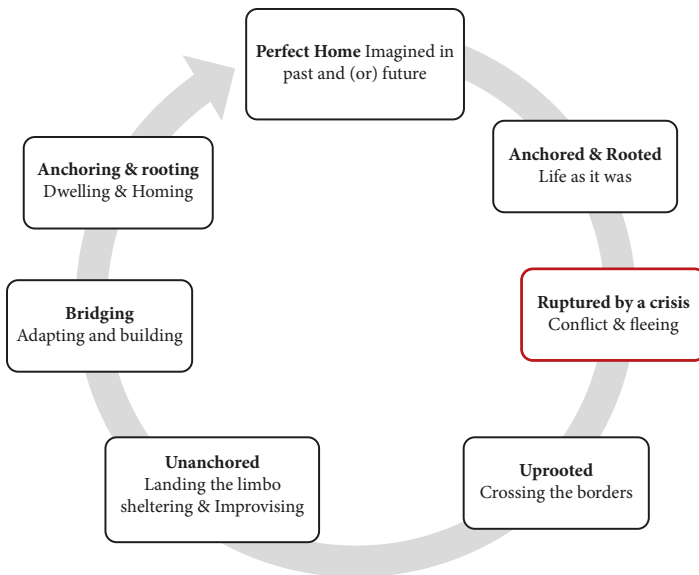 Perfect Home Imagined in
past and (or) future
Anchored & Rooted
Life as it was
Ruptured by a crisis
Conflict & fleeing
Uprooted
Crossing the borders
Unanchored
Landing the limbo
sheltering & Improvising
Bridging
Adapting and building
Anchoring & rooting
Dwelling & Homing